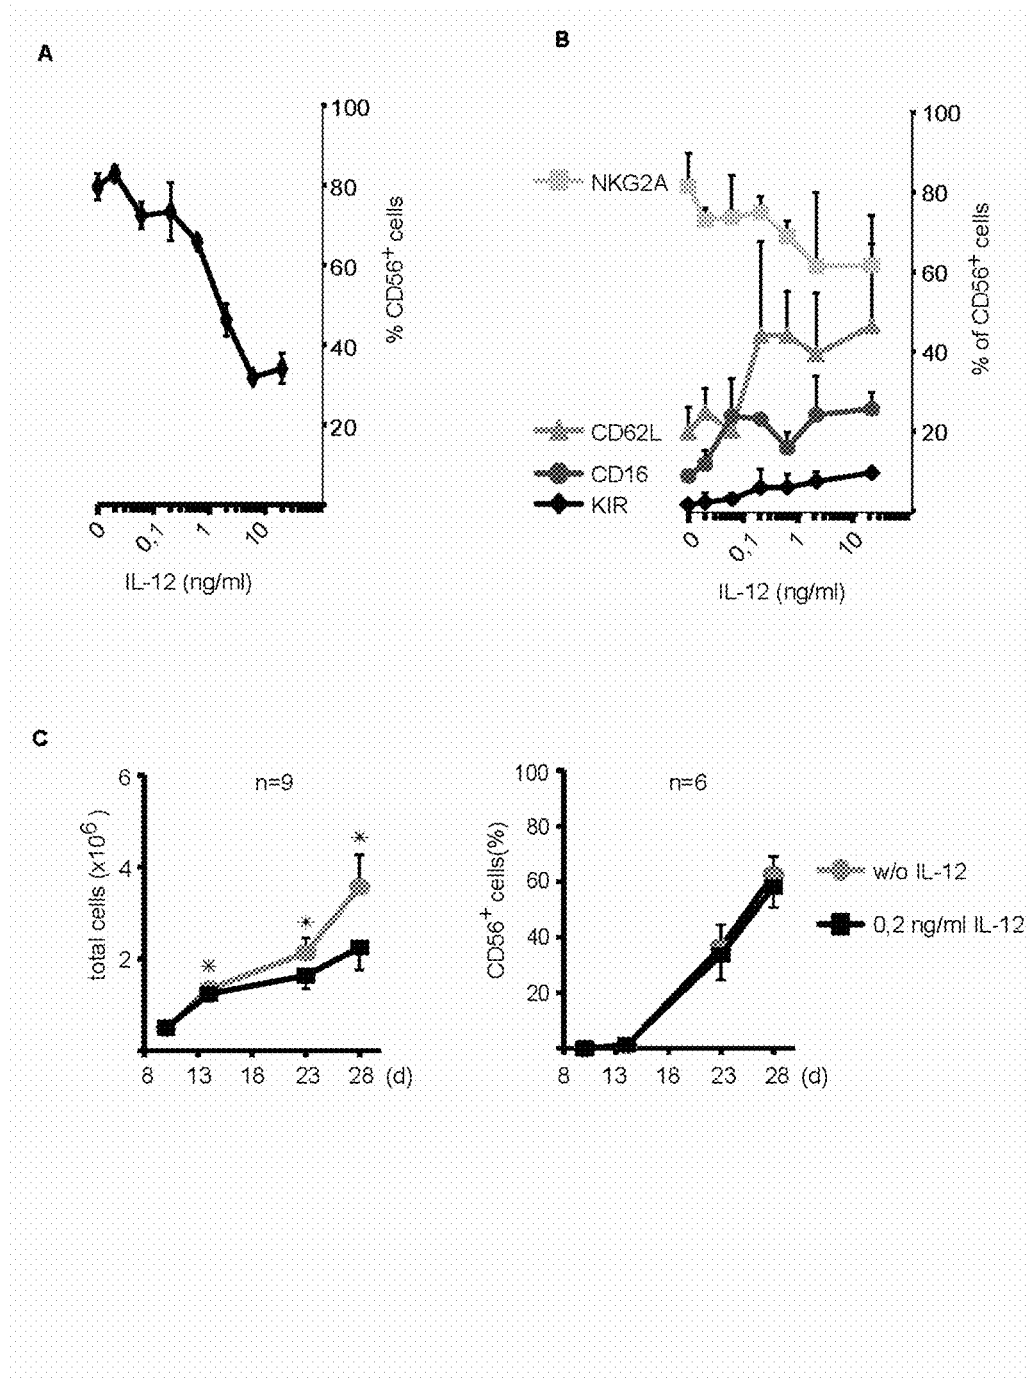 A
100
80
60
40
20
% CD56+ cells
0
0,1
1
10
IL-12 (ng/ml)
B
100
80
60
40
20
% of CD56+ cells
NKG2A
CD62L
CD16
KIR
0
0,1
1
10
IL-12 (ng/ml)
C
n=9
6
4
2
total cells (x10^6)
*
*
*
8 13 18 23 28 (d)
n=6
100
80
60
40
20
CD56+ cells(%)
8 13 18 23 28 (d)
w/o IL-12
0,2 ng/ml IL-12